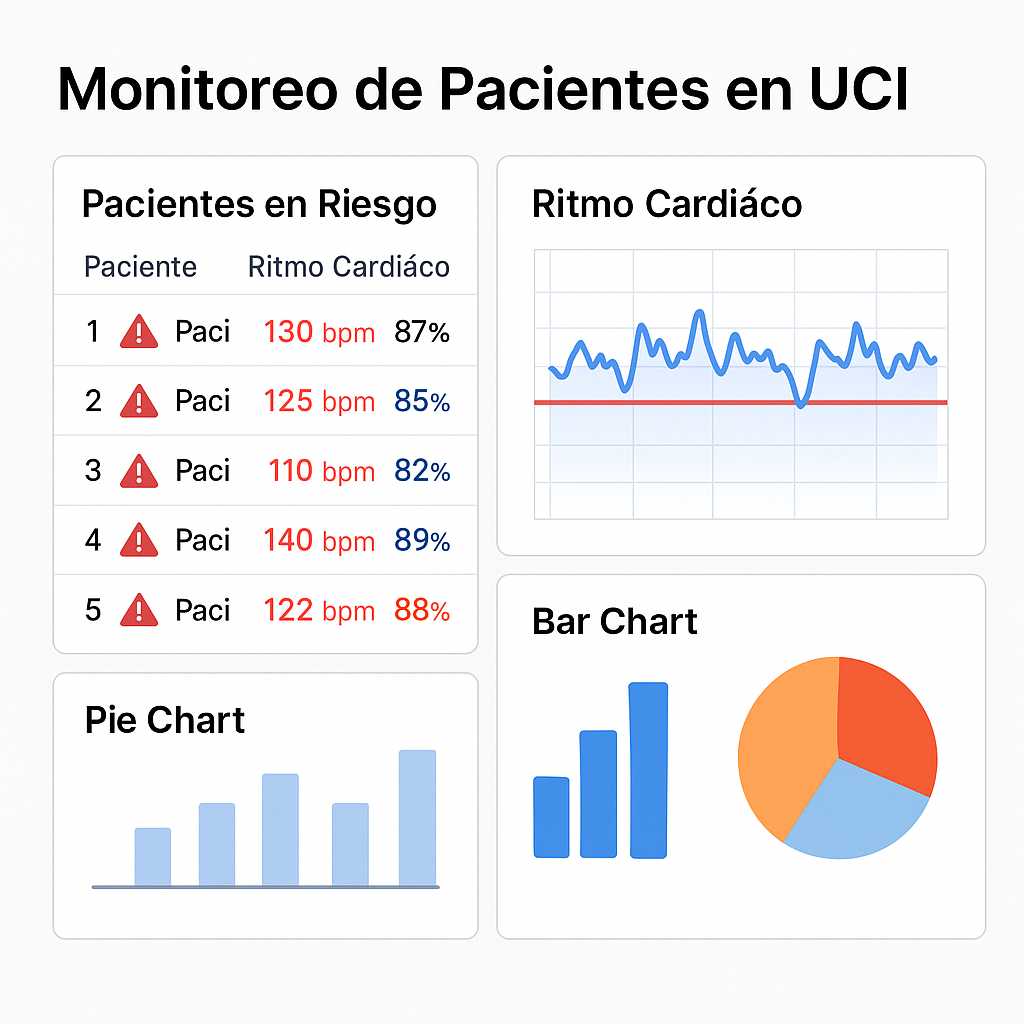 Monitoreo de Pacientes en UCI
Pacientes en Riesgo
Paciente Ritmo Cardiáco
1 Paci 130 bpm 87%
2 Paci 125 bpm 85%
3 Paci 110 bpm 82%
4 Paci 140 bpm 89%
5 Paci 122 bpm 88%
Ritmo Cardiáco
Pie Chart
Bar Chart